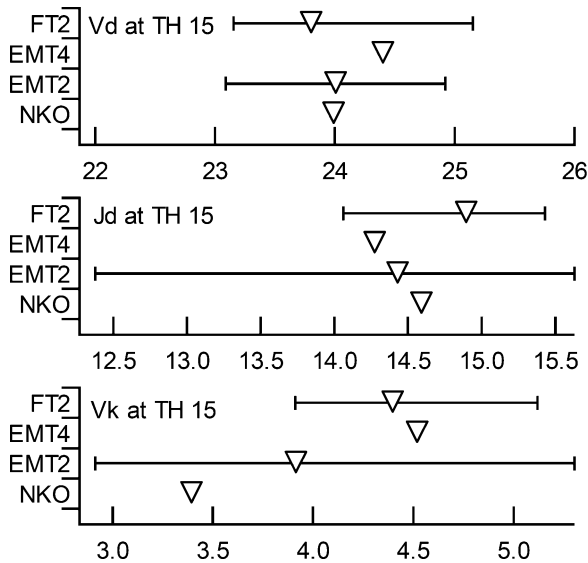 FT2 Vd at TH 15
EMT4
EMT2
NKO
22 23 24 25 26
FT2 Jd at TH 15
EMT4
EMT2
NKO
12.5 13.0 13.5 14.0 14.5 15.0 15.5
FT2 Vk at TH 15
EMT4
EMT2
NKO
3.0 3.5 4.0 4.5 5.0